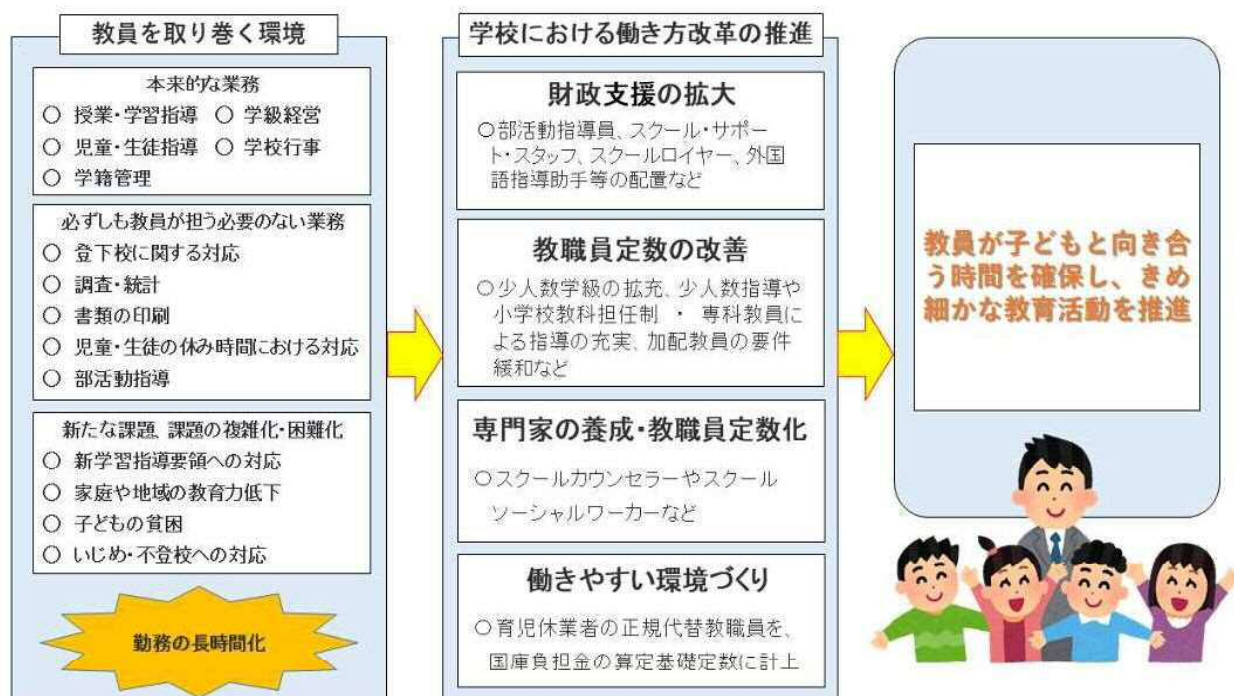 教員を取り巻く環境
本来的な業務
○ 授業・学習指導 ○ 学級経営
○ 児童・生徒指導 ○ 学校行事
○ 学籍管理
必ずしも教員が担う必要のない業務
○ 登下校に関する対応
○ 調査・統計
○ 書類の印刷
○ 児童・生徒の休み時間における対応
○ 部活動指導
新たな課題、課題の複雑化・困難化
○ 新学習指導要領への対応
○ 家庭や地域の教育力低下
○ 子どもの貧困
○ いじめ・不登校への対応
勤務の長時間化
学校における働き方改革の推進
財政支援の拡大
○部活動指導員、スクール・サポー
ト・スタッフ、スクールロイヤー、外国
語指導助手等の配置など
教職員定数の改善
○少人数学級の拡充、少人数指導や
小学校教科担任制 ・ 専科教員に
よる指導の充実、加配教員の要件
緩和など
専門家の養成・教職員定数化
○スクールカウンセラーやスクール
ソーシャルワーカーなど
働きやすい環境づくり
○育児休業者の正規代替教職員を、
国庫負担金の算定基礎定数に計上
教員が子どもと向き合
う時間を確保し、きめ
細かな教育活動を推進